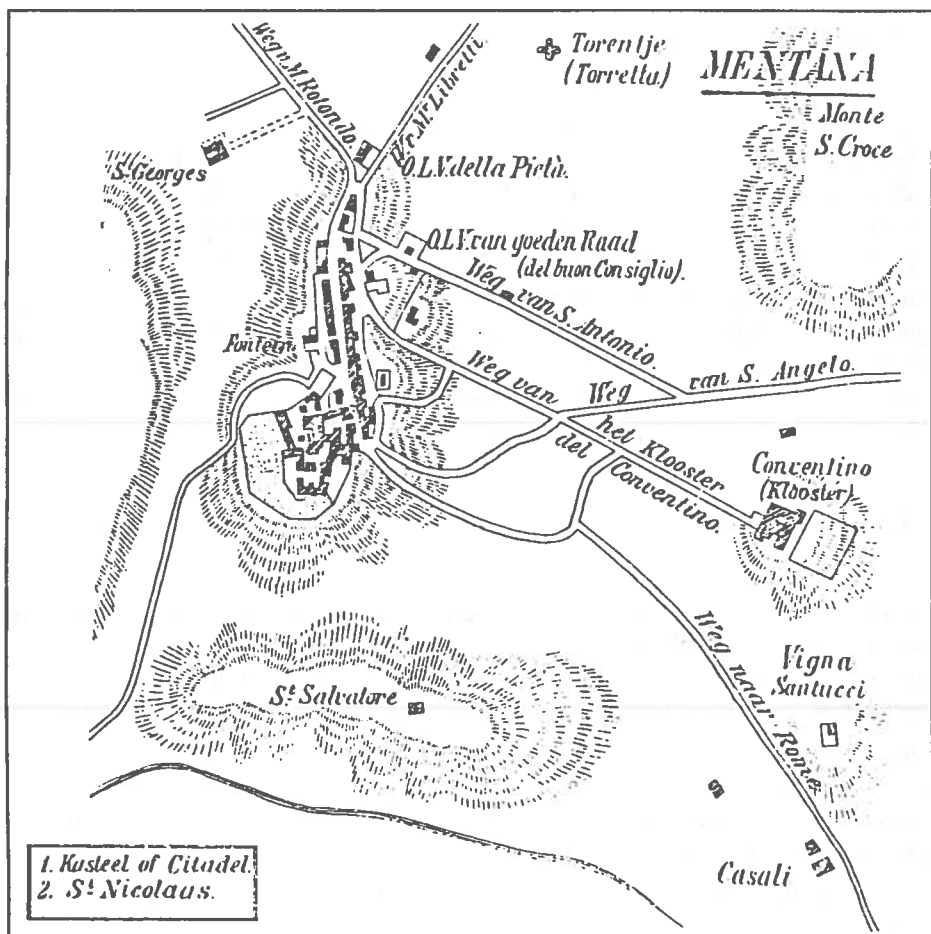 MENTANA
Torentje
(Torretta.)
Monte
S. Croce
Weg n. M. Rotondo
Libretti.
St Georges
O.L.V. della Pietà.
O.L.V. van goeden Raad
(del buon Consiglio).
Weg van S. Antonio.
Weg van S. Angelo.
Weg van het Klooster
del Conventino.
Conventino
(Klooster)
St Salvatore
Weg naar Rome
Vigna
Santucci
Casali
1. Kasteel of Citadel.
2. St Nicolaus.